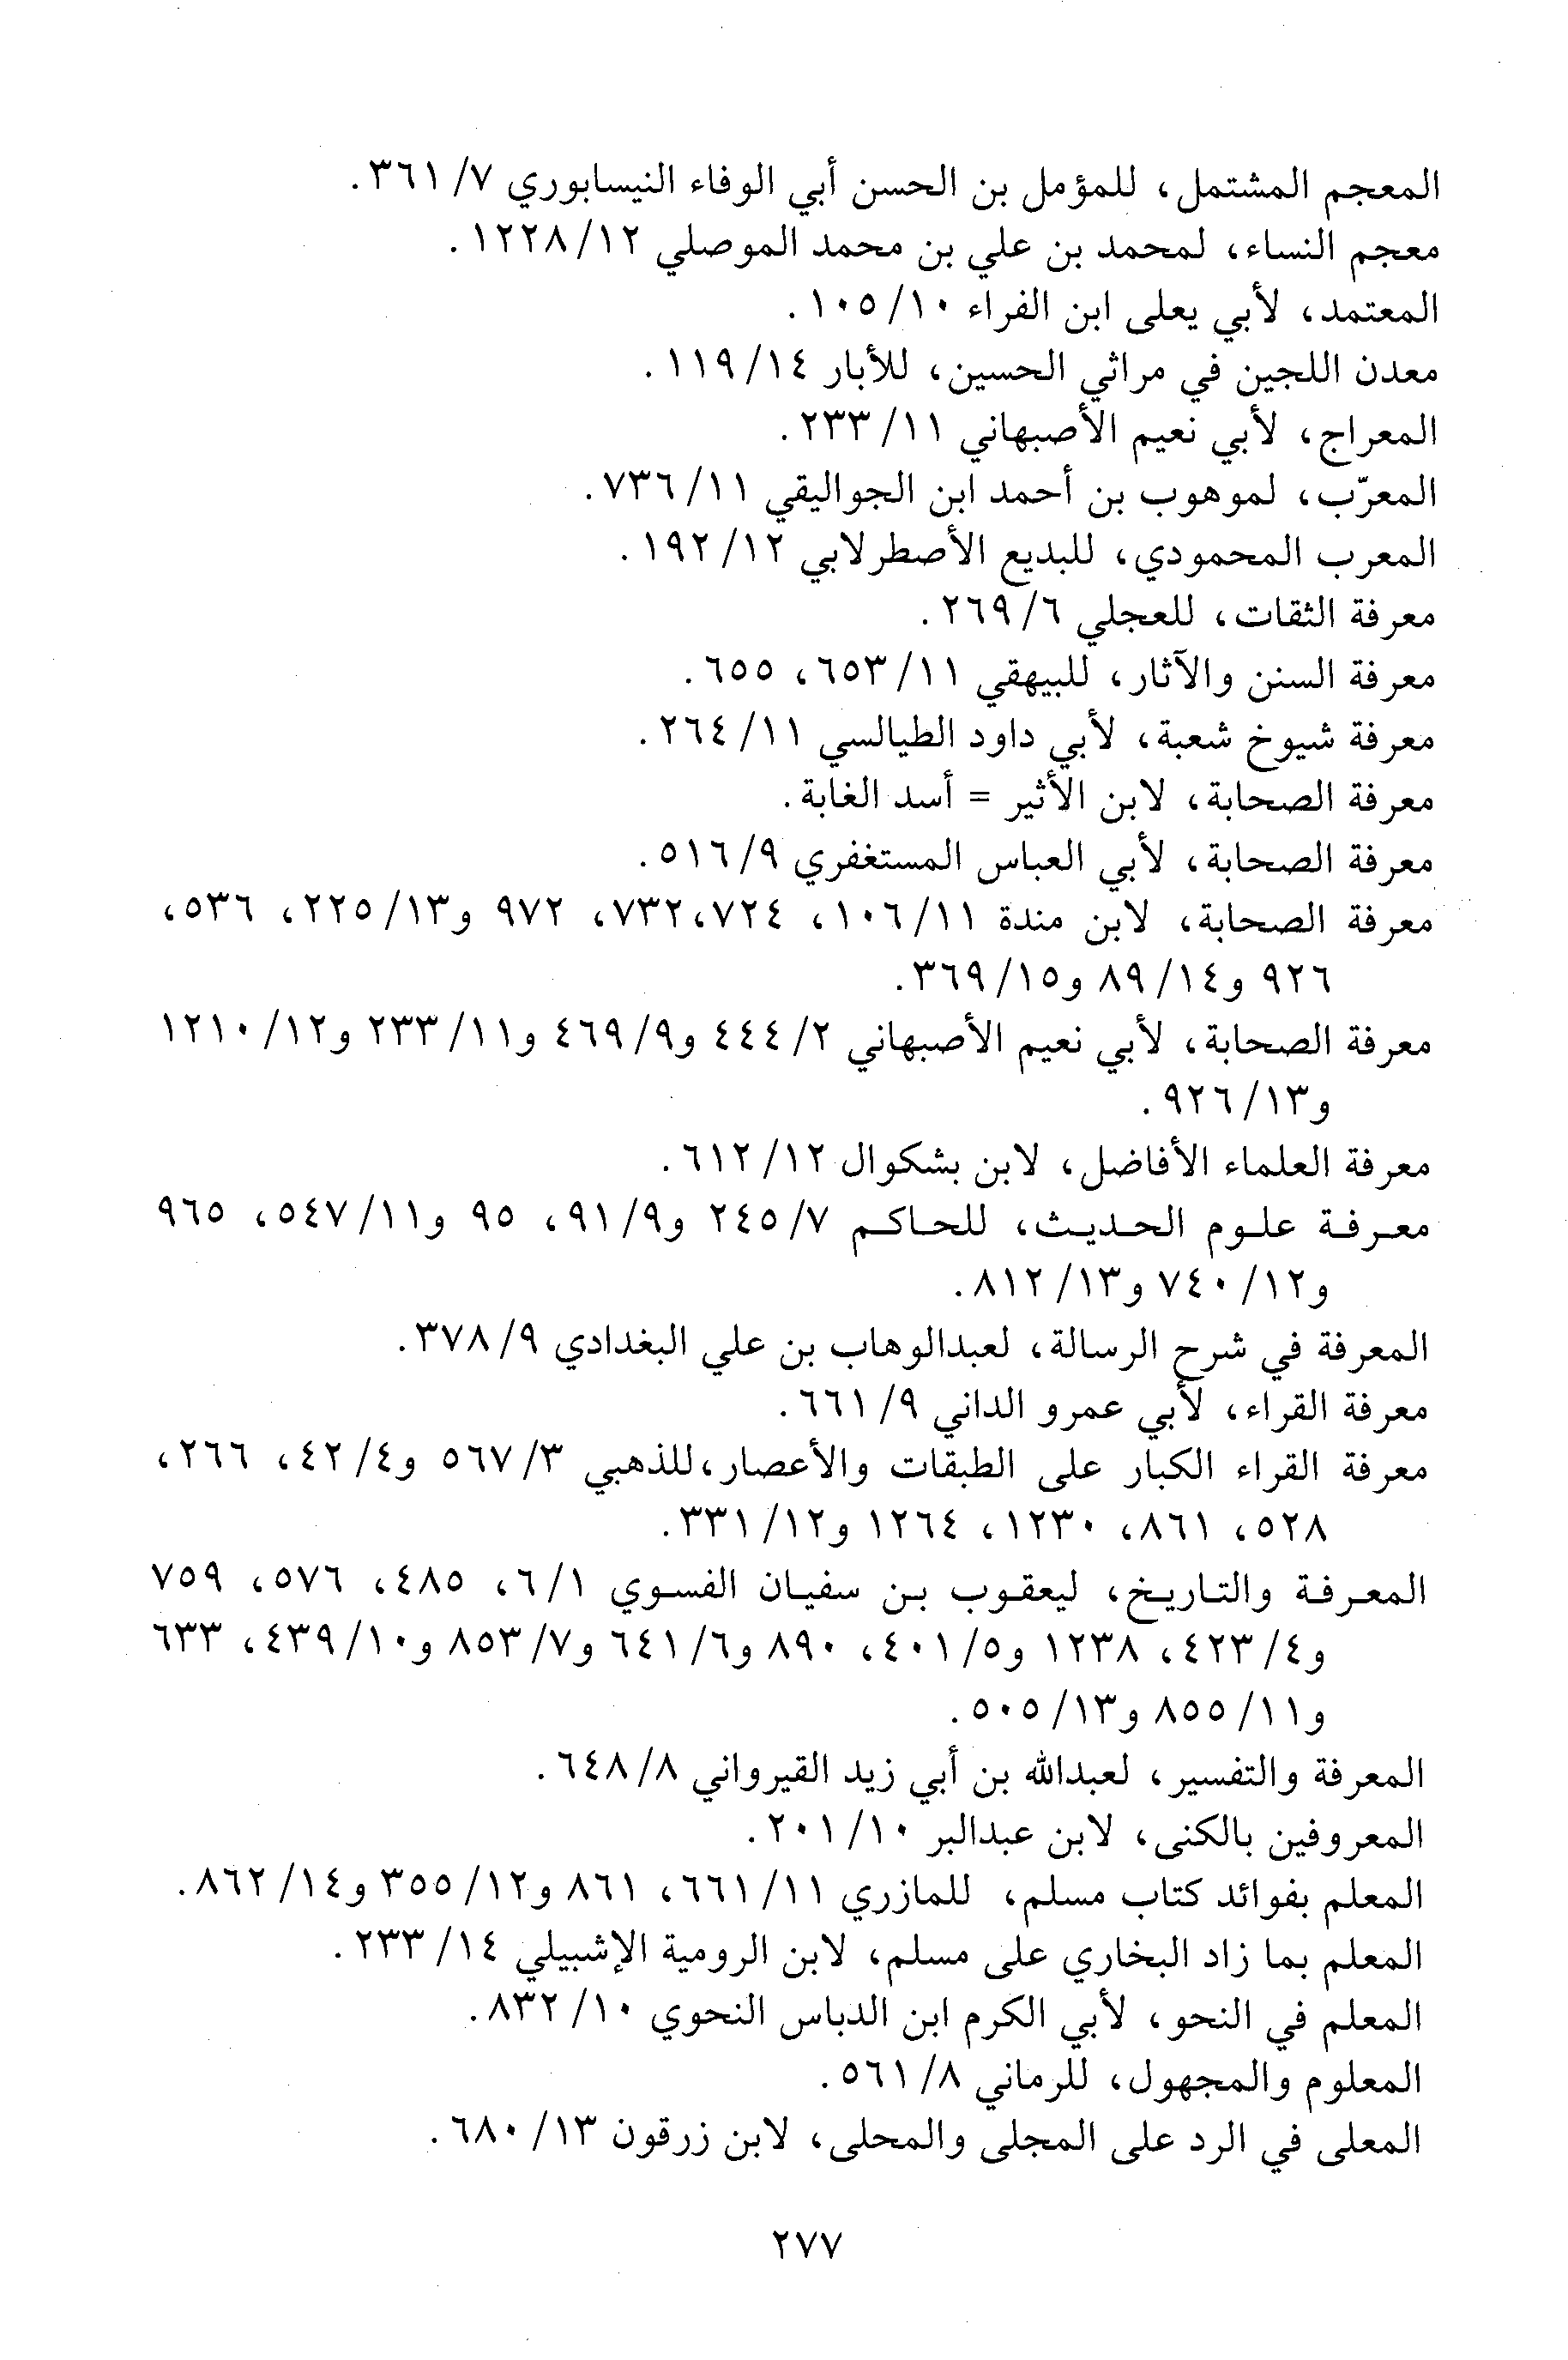 المعجم المشتمل، للمؤمل بن الحسن أبي الوفاء النيسابوري ٧/ ٣٦١.
معجم النساء، لمحمد بن علي بن محمد الموصلي ١٢/ ١٢٢٨.
المعتمد، لأبي يعلى ابن الفراء ١٠/ ١٠٥.
معدن اللجين في مراثي الحسين، للأبار ١٤/ ١١٩.
المعراج، لأبي نعيم الأصبهاني ١١/ ٢٣٣.
المعرّب، لموهوب بن أحمد ابن الجواليقي ١١/ ٧٣٦.
المعرب المحمودي، للبديع الأصطرلابي ١٢/ ١٩٢.
معرفة الثقات، للعجلي ٦/ ٢٦٩.
معرفة السنن والآثار، للبيهقي ١١/ ٦٥٣، ٦٥٥.
معرفة شيوخ شعبة، لأبي داود الطيالسي ١١/ ٢٦٤.
معرفة الصحابة، لابن الأثير = أسد الغابة.
معرفة الصحابة، لأبي العباس المستغفري ٩/ ٥١٦.
معرفة الصحابة، لابن مندة ١١/ ١٠٦، ٧٢٤،٧٣٢، ٩٧٢ و١٣/ ٢٢٥، ٥٣٦،
٩٢٦ و١٤/ ٨٩ و١٥/ ٣٦٩.
معرفة الصحابة، لأبي نعيم الأصبهاني ٢/ ٤٤٤ و٩/ ٤٦٩ و١١/ ٢٣٣ و١٢/ ١٢١٠
و١٣/ ٩٢٦.
معرفة العلماء الأفاضل، لابن بشكوال ١٢/ ٦١٢.
معرفة علوم الحديث، للحاكم ٧/ ٢٤٥ و٩/ ٩١، ٩٥ و١١/ ٥٤٧، ٩٦٥
و١٢/ ٧٤٠ و١٣/ ٨١٢.
المعرفة في شرح الرسالة، لعبدالوهاب بن علي البغدادي ٩/ ٣٧٨.
معرفة القراء، لأبي عمرو الداني ٩/ ٦٦١.
معرفة القراء الكبار على الطبقات والأعصار،للذهبي ٣/ ٥٦٧ و٤/ ٤٢، ٢٦٦،
٥٢٨، ٨٦١، ١٢٣٠، ١٢٦٤ و١٢/ ٣٣١.
المعرفة والتاريخ، ليعقوب بن سفيان الفسوي ١/ ٦، ٤٨٥، ٥٧٦، ٧٥٩
و٤/ ٤٢٣، ١٢٣٨ و٥/ ٤٠١، ٨٩٠ و٦/ ٦٤١ و٧/ ٨٥٣ و١٠/ ٤٣٩، ٦٣٣
و١١/ ٨٥٥ و١٣/ ٥٠٥.
المعرفة والتفسير، لعبدالله بن أبي زيد القيرواني ٨/ ٦٤٨.
المعروفين بالكنى، لابن عبدالبر ١٠/ ٢٠١.
المعلم بفوائد كتاب مسلم، للمازري ١١/ ٦٦١، ٨٦١ و١٢/ ٣٥٥ و١٤/ ٨٦٢.
المعلم بما زاد البخاري على مسلم، لابن الرومية الإشبيلي ١٤/ ٢٣٣.
المعلم في النحو، لأبي الكرم ابن الدباس النحوي ١٠/ ٨٣٢.
المعلوم والمجهول، للرماني ٨/ ٥٦١.
المعلى في الرد على المجلى والمحلى، لابن زرقون ١٣/ ٦٨٠.
٢٧٧